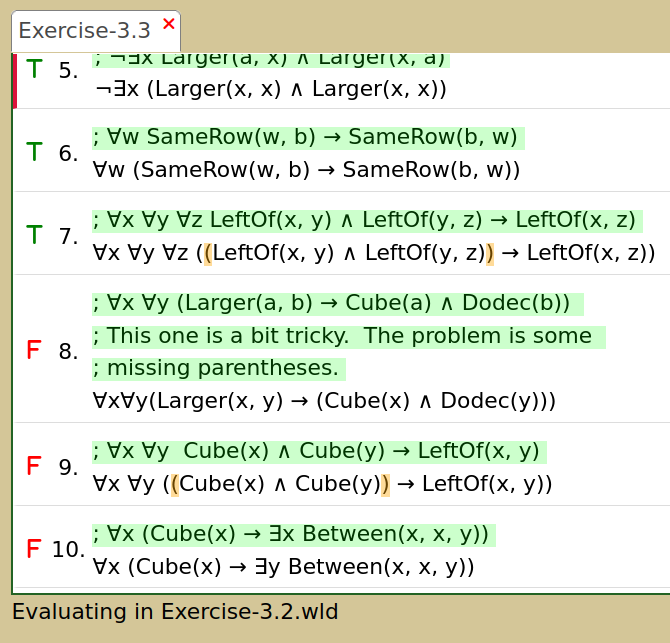 Exercise-3.3 ×
T 5. ; ¬∃x Larger(a, x) ∧ Larger(x, a)
¬∃x (Larger(x, x) ∧ Larger(x, x))
; ∀w SameRow(w, b) → SameRow(b, w)
T 6.
∀w (SameRow(w, b) → SameRow(b, w))
; ∀x ∀y ∀z LeftOf(x, y) ∧ LeftOf(y, z) → LeftOf(x, z)
T 7.
∀x ∀y ∀z ((LeftOf(x, y) ∧ LeftOf(y, z)) → LeftOf(x, z))
; ∀x ∀y (Larger(a, b) → Cube(a) ∧ Dodec(b))
; This one is a bit tricky.  The problem is some
F 8.
; missing parentheses.
∀x∀y(Larger(x, y) → (Cube(x) ∧ Dodec(y)))
; ∀x ∀y  Cube(x) ∧ Cube(y) → LeftOf(x, y)
F 9.
∀x ∀y ((Cube(x) ∧ Cube(y)) → LeftOf(x, y))
; ∀x (Cube(x) → ∃x Between(x, x, y))
F 10.
∀x (Cube(x) → ∃y Between(x, x, y))
Evaluating in Exercise-3.2.wld